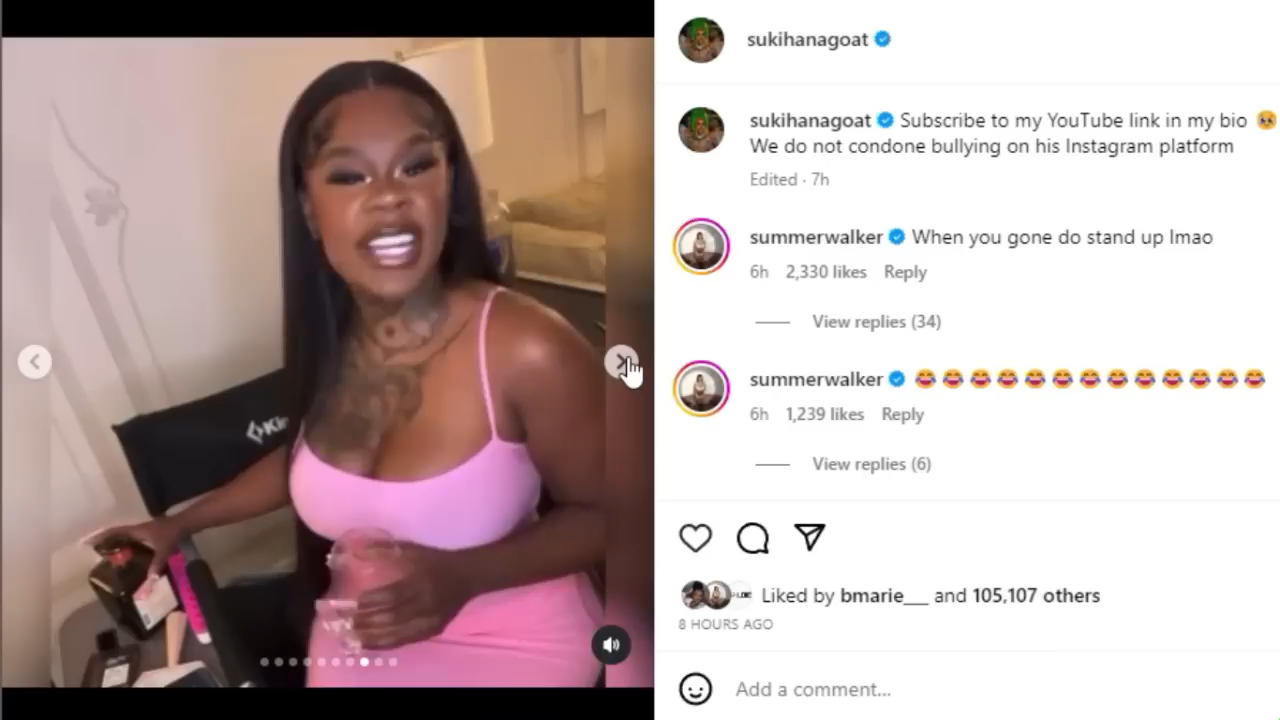 sukihanagoat
sukihanagoat Subscribe to my YouTube link in my bio 🥹
We do not condone bullying on his Instagram platform
Edited · 7h
summerwalker When you gone do stand up lmao
6h 2,330 likes Reply
View replies (34)
summerwalker 😂😂😂😂😂😂😂😂😂😂😂😂😂
6h 1,239 likes Reply
View replies (6)
Liked by bmarie___ and 105,107 others
8 HOURS AGO
Add a comment...